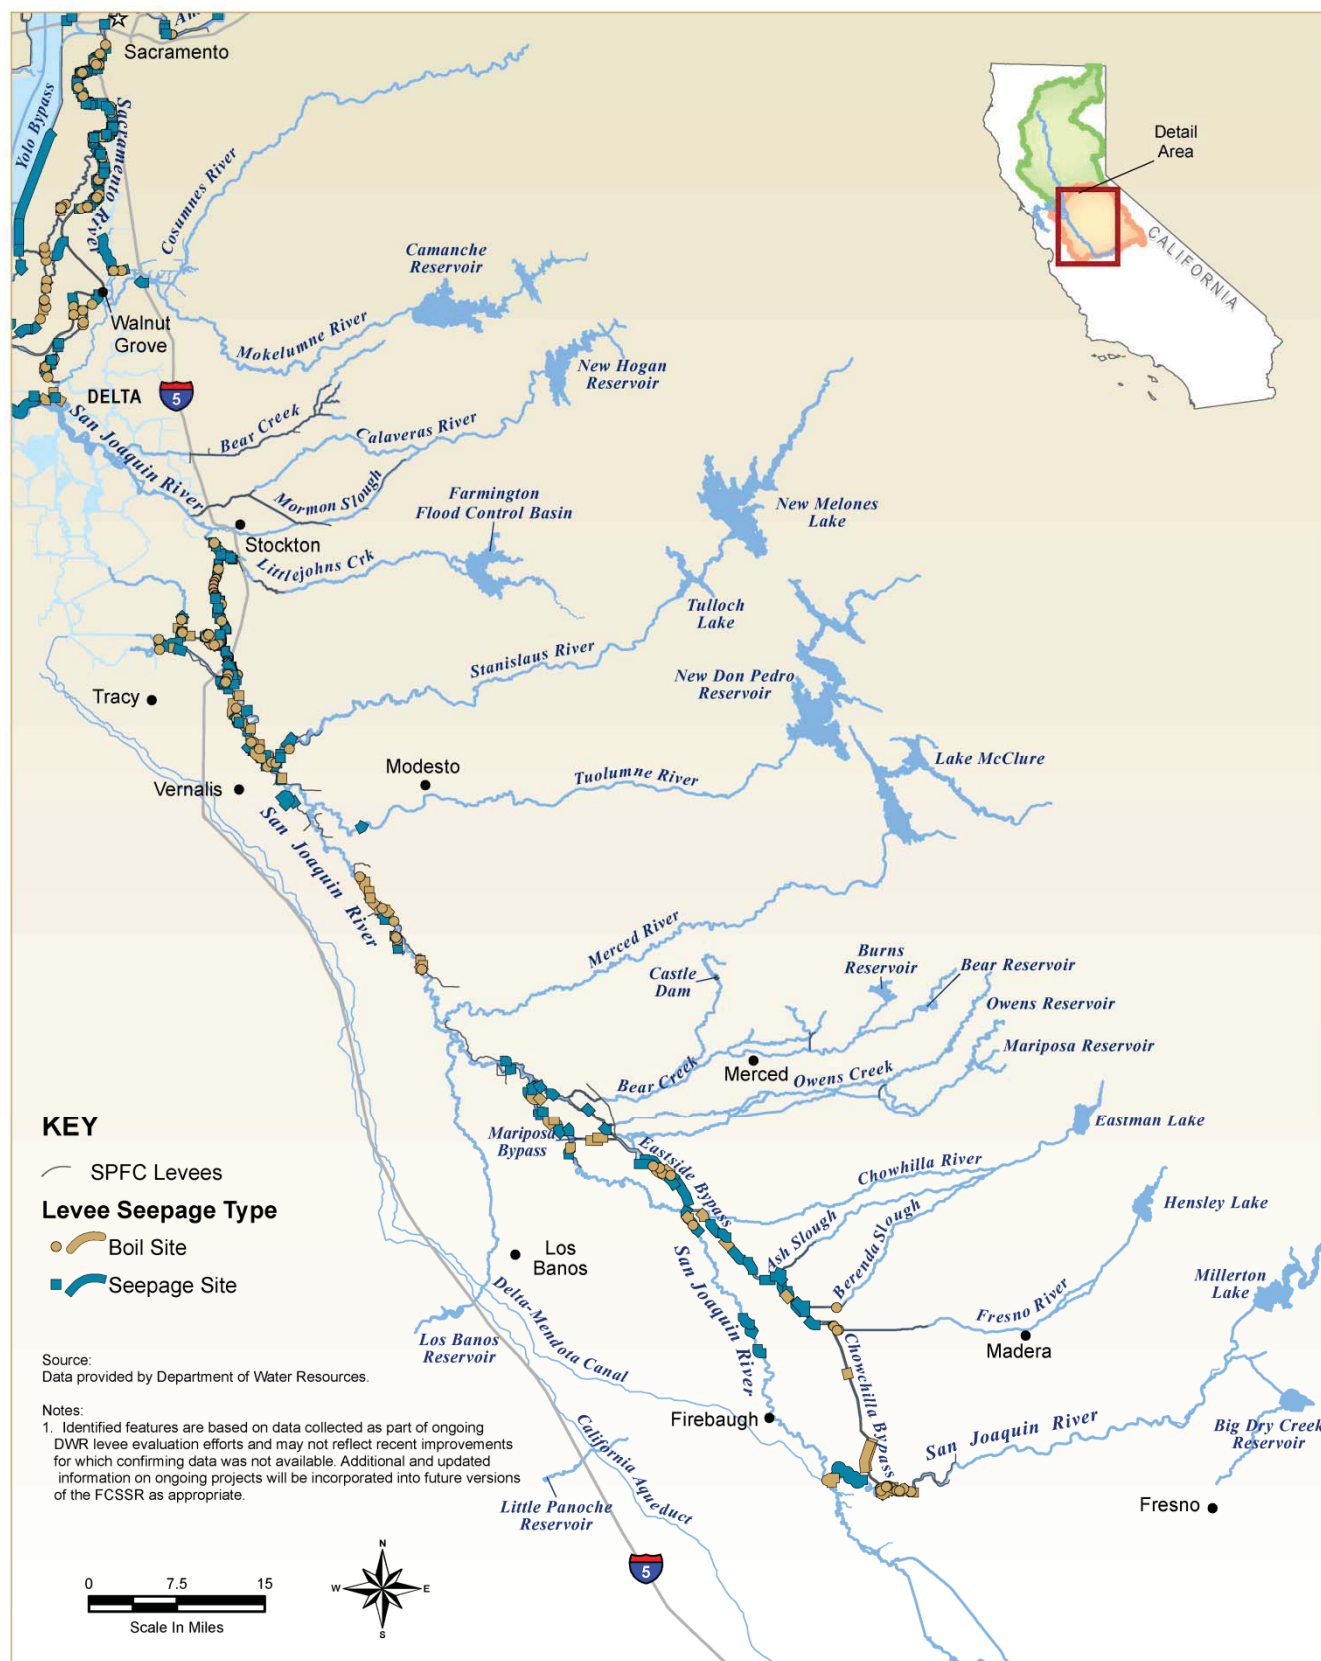 Am
Sacramento
Yolo Bypass
Sacramento River
Cosumnes River
Detail
Area
CALIFORNIA
Camanche
Reservoir
Walnut
Grove
Mokelumne River
New Hogan
Reservoir
DELTA
5
San Joaquin River
Bear Creek
Calaveras River
Mormon Slough
Farmington
Flood Control Basin
New Melones
Lake
Stockton
Littlejohns Crk
Tulloch
Lake
Stanislaus River
New Don Pedro
Reservoir
Tracy
Vernalis
Modesto
Tuolumne River
Lake McClure
San Joaquin River
Merced River
Castle
Dam
Burns
Reservoir
Bear Reservoir
Owens Reservoir
Mariposa Reservoir
Bear Creek
Merced
Owens Creek
Eastman Lake
Mariposa
Bypass
Eastside Bypass
Chowhilla River
Hensley Lake
Ash Slough
Berenda Slough
Millerton
Lake
Los
Banos
San Joaquin River
Delta-Mendota Canal
Fresno River
Madera
Los Banos
Reservoir
Chowchilla Bypass
Firebaugh
San Joaquin River
Big Dry Creek
Reservoir
California Aqueduct
Little Panoche
Reservoir
Fresno
5
KEY
SPFC Levees
Levee Seepage Type
Boil Site
Seepage Site
Source:
Data provided by Department of Water Resources.
Notes:
1. Identified features are based on data collected as part of ongoing
DWR levee evaluation efforts and may not reflect recent improvements
for which confirming data was not available. Additional and updated
information on ongoing projects will be incorporated into future versions
of the FCSSR as appropriate.
0 7.5 15
Scale In Miles
N
W E
S